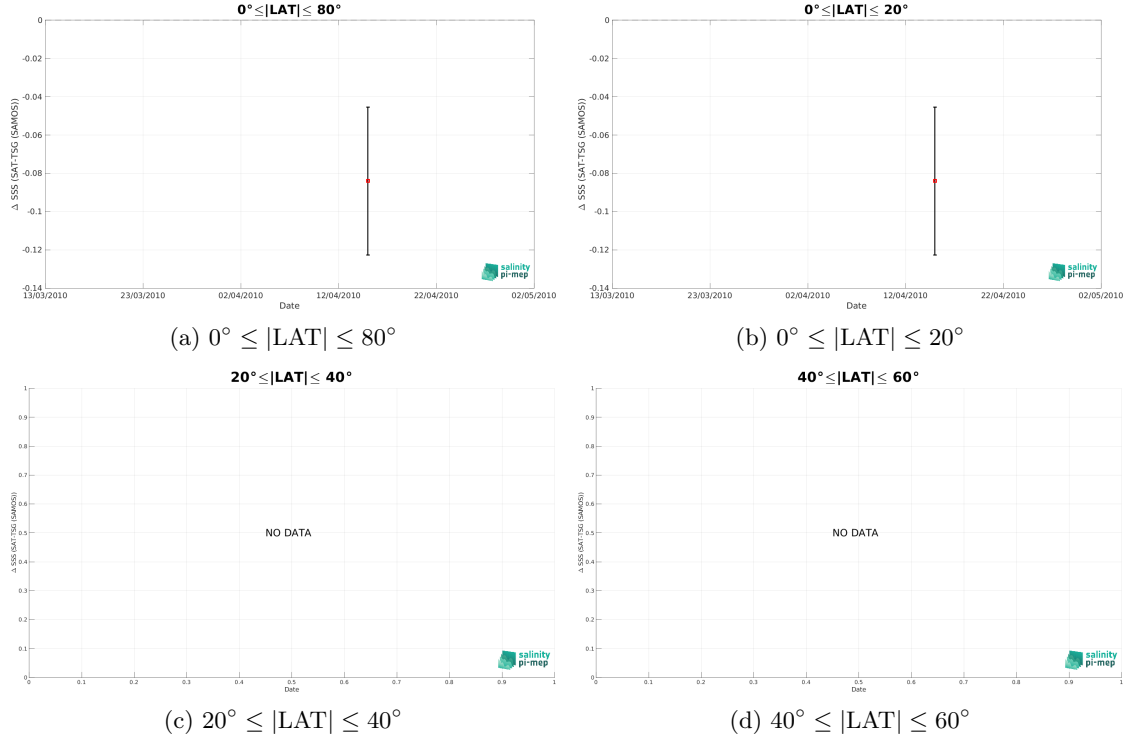 0°≤|LAT|≤ 80°
0
-0.02
-0.04
-0.06
-0.08
-0.1
-0.12
-0.14
Δ SSS (SAT-TSG (SAMOS))
13/03/2010 23/03/2010 02/04/2010 12/04/2010 22/04/2010 02/05/2010
Date
salinity
pi-mep
(a) 0° ≤ |LAT| ≤ 80°
0°≤|LAT|≤ 20°
0
-0.02
-0.04
-0.06
-0.08
-0.1
-0.12
-0.14
Δ SSS (SAT-TSG (SAMOS))
13/03/2010 23/03/2010 02/04/2010 12/04/2010 22/04/2010 02/05/2010
Date
salinity
pi-mep
(b) 0° ≤ |LAT| ≤ 20°
20°≤|LAT|≤ 40°
1
0.9
0.8
0.7
0.6
0.5
0.4
0.3
0.2
0.1
0
Δ SSS (SAT-TSG (SAMOS))
NO DATA
0 0.1 0.2 0.3 0.4 0.5 0.6 0.7 0.8 0.9 1
Date
salinity
pi-mep
(c) 20° ≤ |LAT| ≤ 40°
40°≤|LAT|≤ 60°
1
0.9
0.8
0.7
0.6
0.5
0.4
0.3
0.2
0.1
0
Δ SSS (SAT-TSG (SAMOS))
NO DATA
0 0.1 0.2 0.3 0.4 0.5 0.6 0.7 0.8 0.9 1
Date
salinity
pi-mep
(d) 40° ≤ |LAT| ≤ 60°